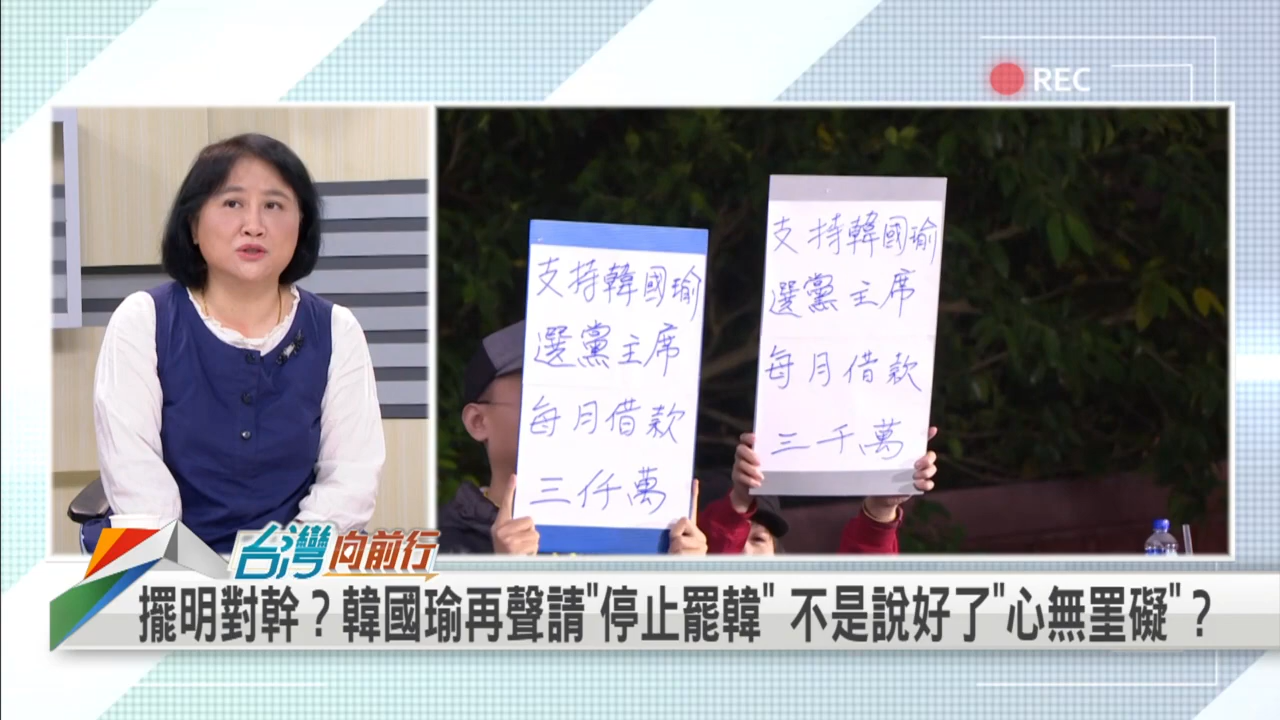 REC
支持韓國瑜
選黨主席
每月借款
三仟萬
支持韓國瑜
選黨主席
每月借款
三千萬
台灣向前行
擺明對幹？韓國瑜再聲請"停止罷韓" 不是說好了"心無罣礙"？